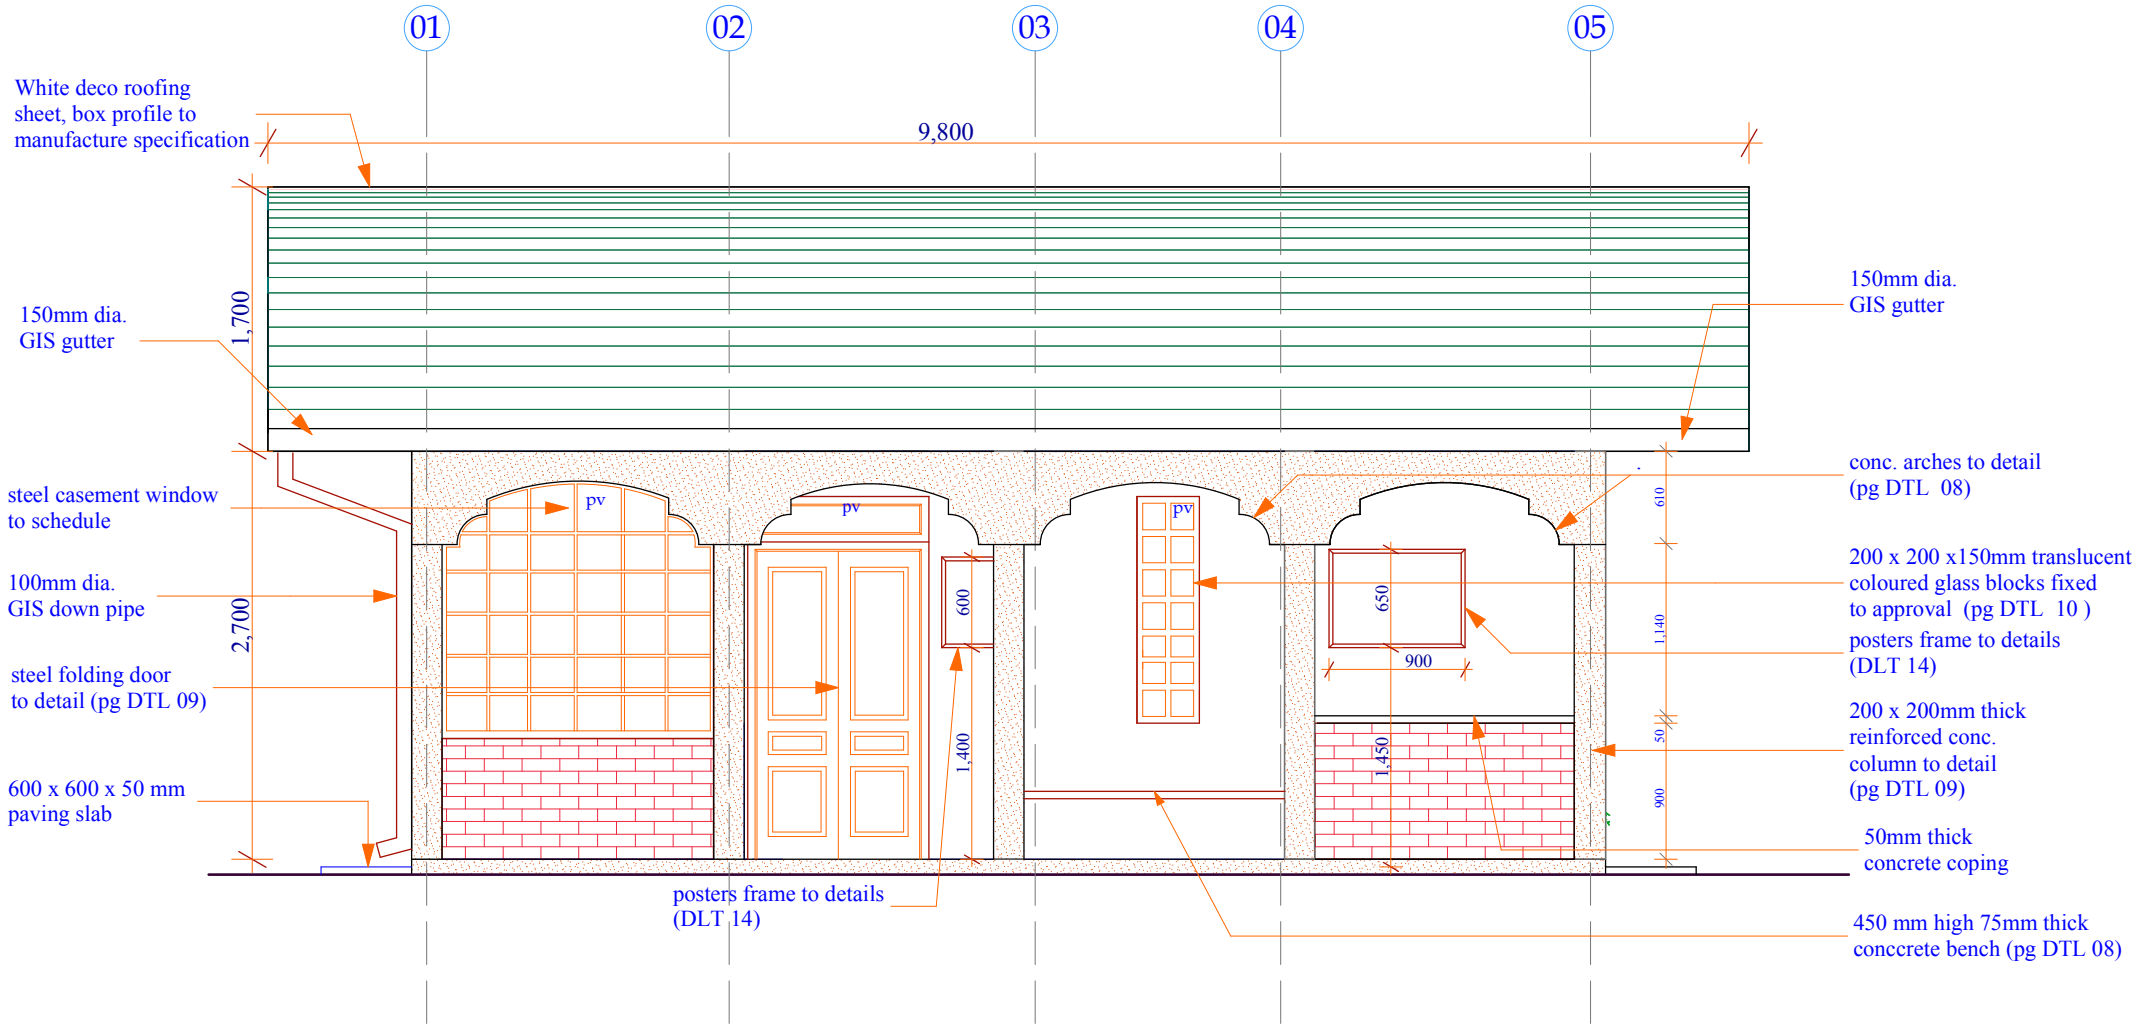 01
02
03
04
05
White deco roofing
sheet, box profile to
manufacture specification
9,800
1,700
150mm dia.
GIS gutter
150mm dia.
GIS gutter
steel casement window
to schedule
pv
pv
pv
100mm dia.
GIS down pipe
2,700
steel folding door
to detail (pg DTL 09)
600 x 600 x 50 mm
paving slab
600
1,400
posters frame to details
(DLT 14)
650
900
1,450
610
1,140
50
900
conc. arches to detail
(pg DTL 08)
200 x 200 x150mm translucent
coloured glass blocks fixed
to approval (pg DTL 10 )
posters frame to details
(DLT 14)
200 x 200mm thick
reinforced conc.
column to detail
(pg DTL 09)
50mm thick
concrete coping
450 mm high 75mm thick
conccrete bench (pg DTL 08)